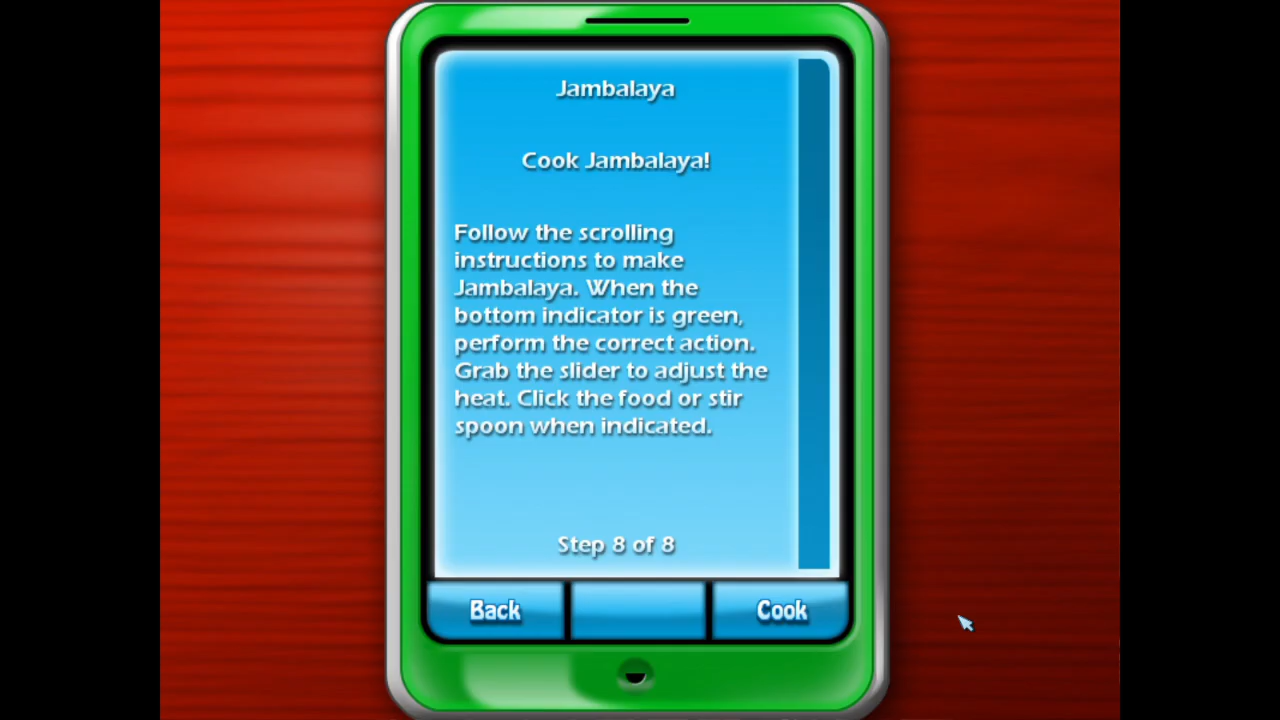 Jambalaya
Cook Jambalaya!
Follow the scrolling
instructions to make
Jambalaya. When the
bottom indicator is green,
perform the correct action.
Grab the slider to adjust the
heat. Click the food or stir
spoon when indicated.
Step 8 of 8
Back
Cook